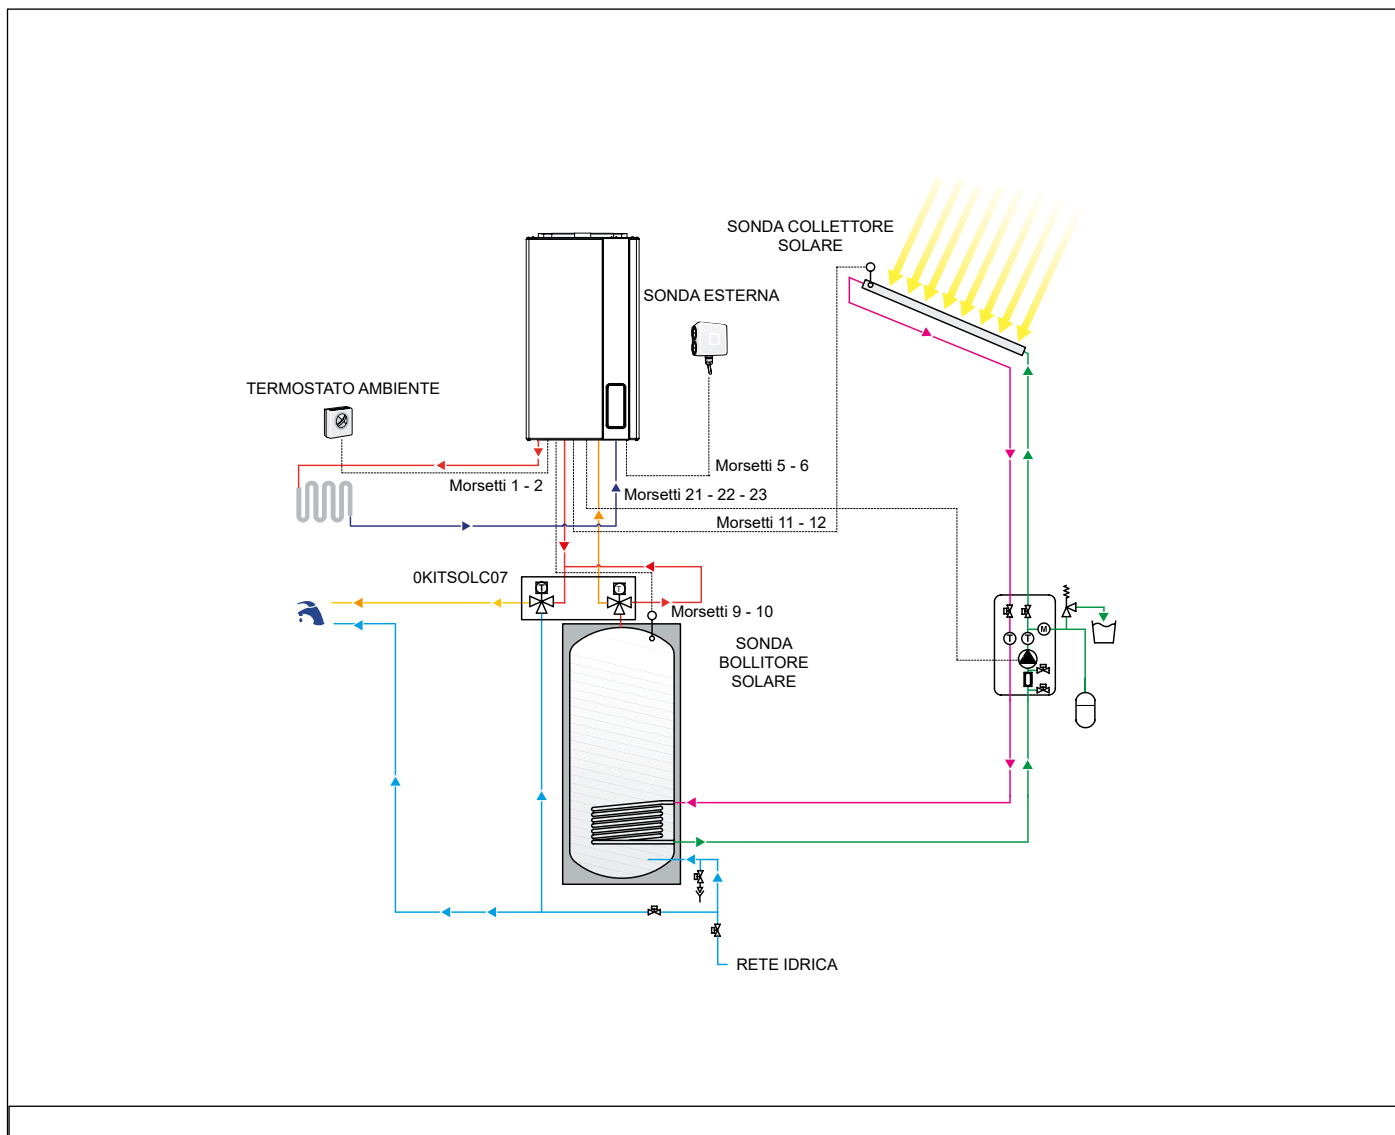 SONDA COLLETTORE
SOLARE
SONDA ESTERNA
TERMOSTATO AMBIENTE
Morsetti 5 - 6
Morsetti 1 - 2
Morsetti 21 - 22 - 23
Morsetti 11 - 12
0KITSOLC07
T
T
Morsetti 9 - 10
M
T
T
SONDA
BOLLITORE
SOLARE
RETE IDRICA